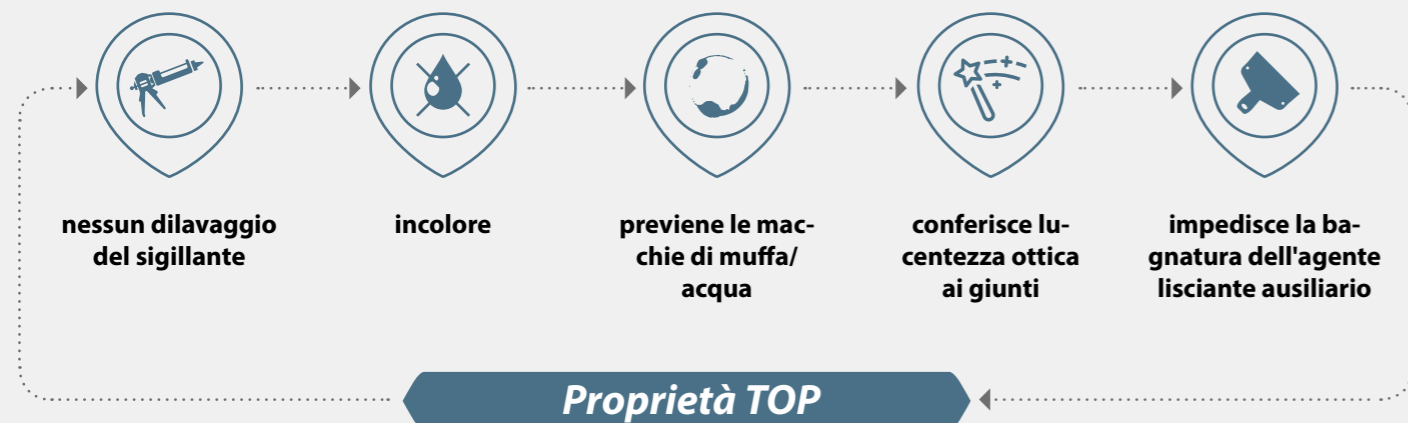 nessun dilavaggio
del sigillante
incolore
previene le mac-
chie di muffa/
acqua
conferisce lu-
centezza ottica
ai giunti
impedisce la ba-
gnatura dell'agente
lisciante ausiliario
Proprietà TOP